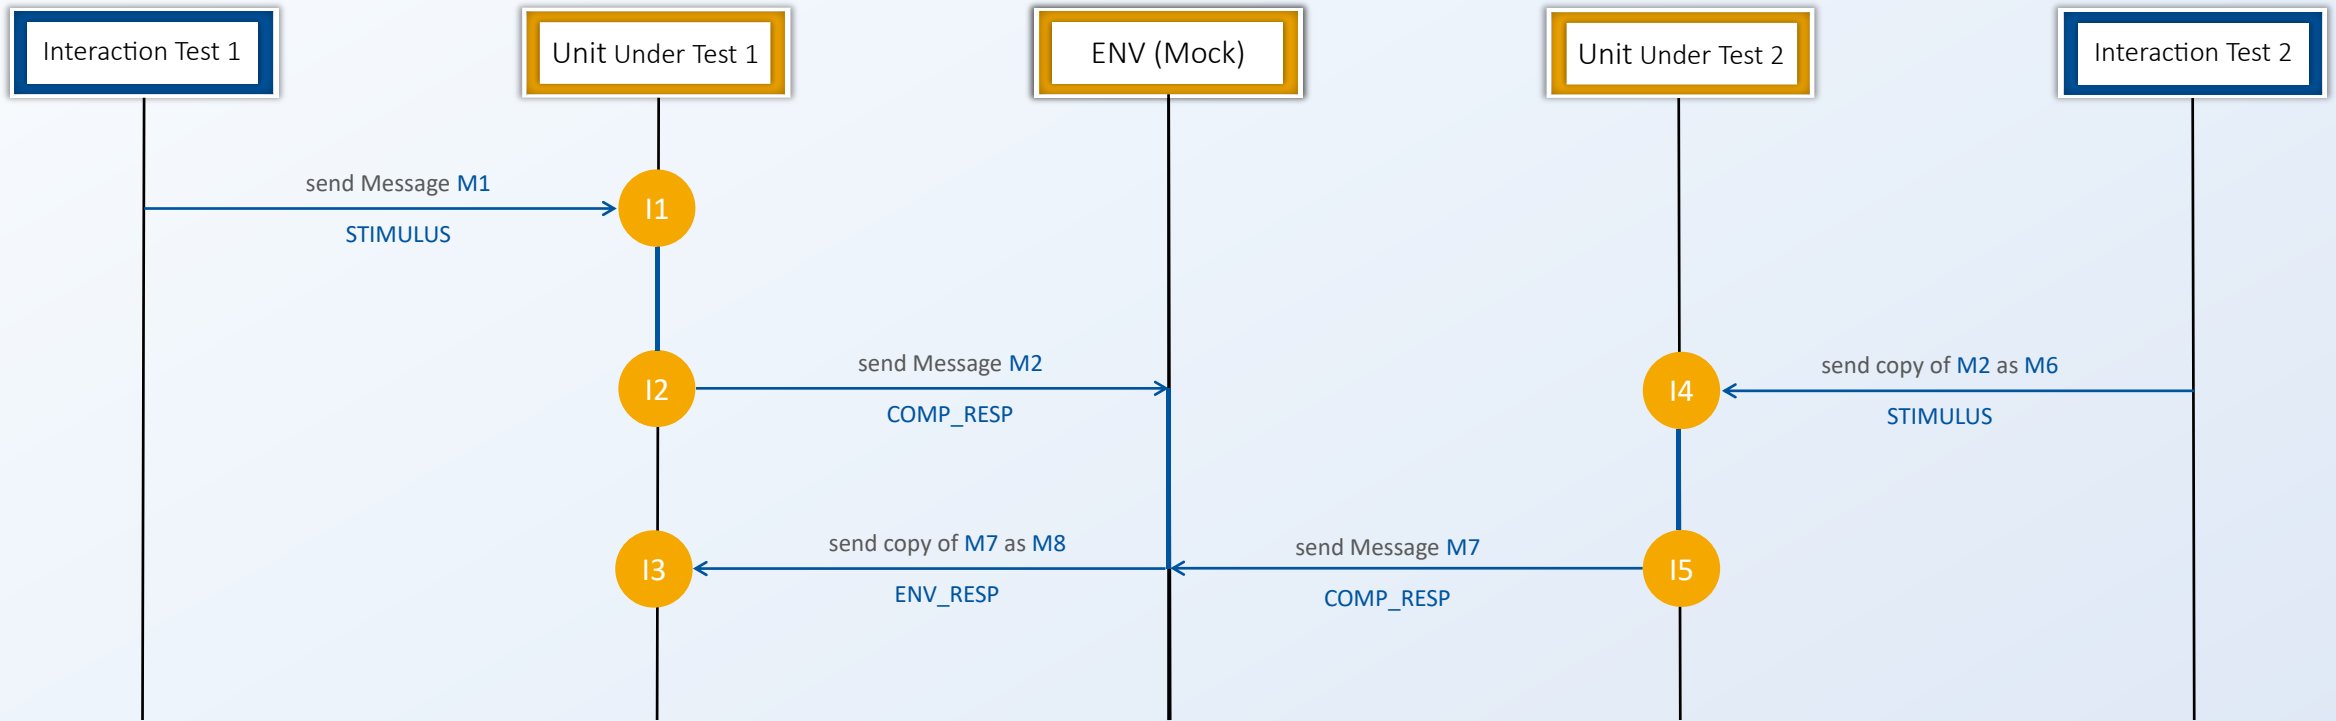 Interaction Test 1
Unit Under Test 1
ENV (Mock)
Unit Under Test 2
Interaction Test 2
send Message M1
STIMULUS
I1
I2
send Message M2
COMP_RESP
I4
send copy of M2 as M6
STIMULUS
I3
send copy of M7 as M8
ENV_RESP
send Message M7
COMP_RESP
I5